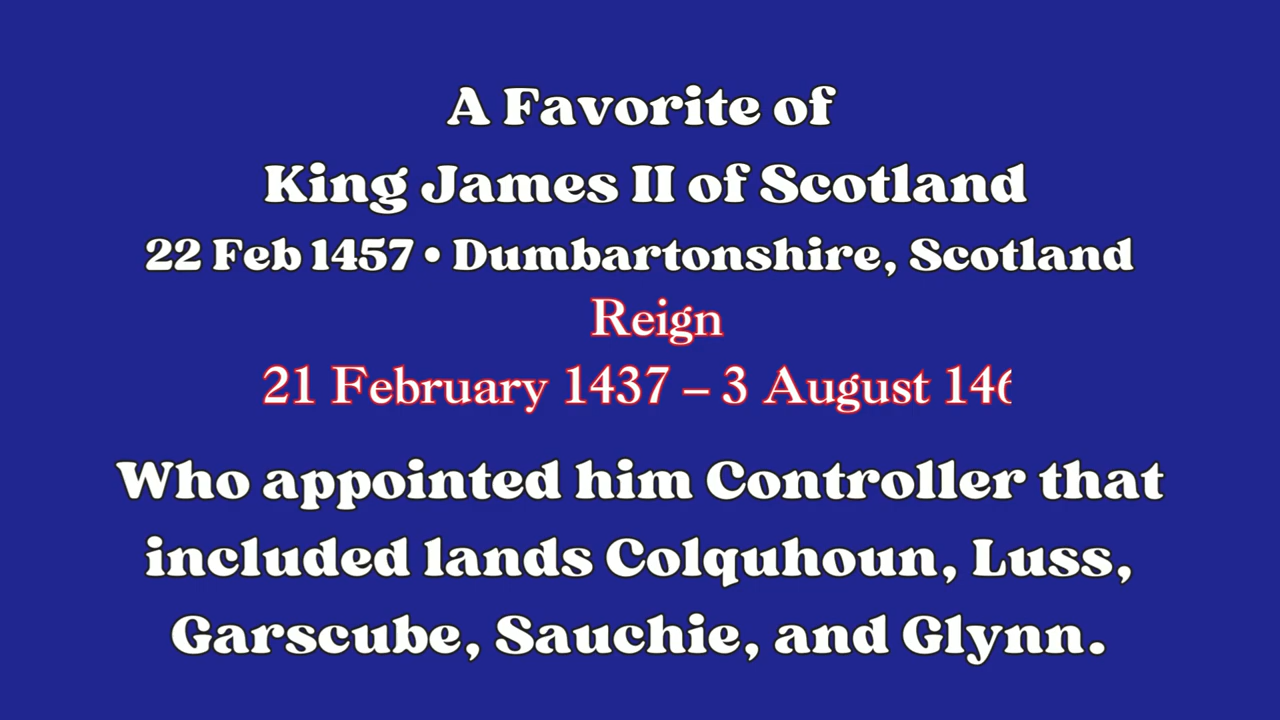 A Favorite of
King James II of Scotland
22 Feb 1457 • Dumbartonshire, Scotland
Reign
21 February 1437 – 3 August
Who appointed him Controller that
included lands Colquhoun, Luss,
Garscube, Sauchie, and Glynn.